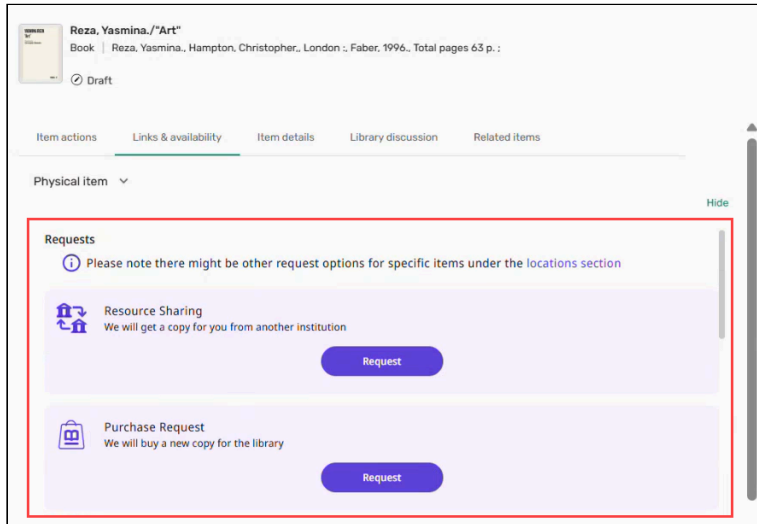 Reza, Yasmina./"Art"
Book | Reza, Yasmina., Hampton, Christopher,, London :, Faber, 1996., Total pages 63 p. ;
Draft
Item actions Links & availability Item details Library discussion Related items
Physical item
Hide
Requests
Please note there might be other request options for specific items under the locations section
Resource Sharing
We will get a copy for you from another institution
Request
Purchase Request
We will buy a new copy for the library
Request